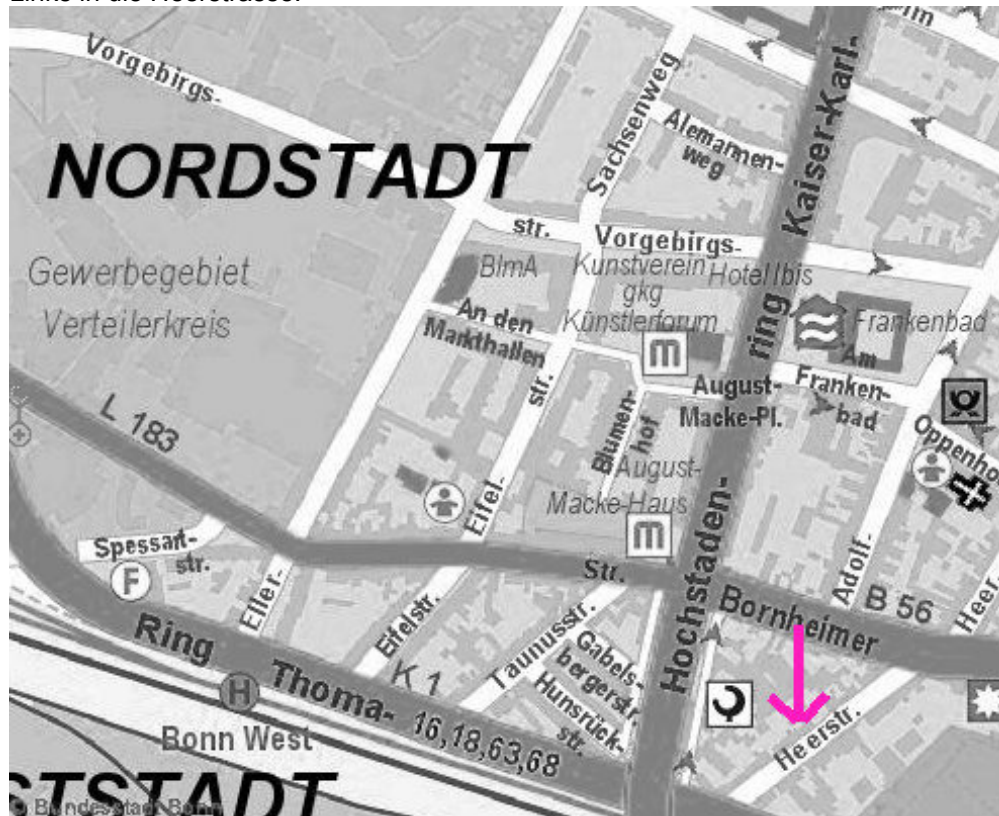 Links in die Heerstrasse.
Vorgebirgs-
Kaiser-Karl-
Sachsenweg
Alemannen-
weg
NORDSTADT
str.
Vorgebirgs-
Gewerbegebiet
Verteilerkreis
BImA
Kunstverein
gkg
Künstlerforum
Hotel Ibis
ring
An den
Markthallen
m
Frankenbad
Am
Franken-
bad
August-
Macke-Pl.
str.
Blumen-
hof
L 183
Oppenhof
August-
Macke-Haus
m
Eifel-
Hochstaden-
Spessart-
str.
F
Str.
Adolf-
Heer
B 56
Bornheimer
Eller-
Eifelstr.
Taunusstr.
Gabels-
bergerstr.
Hunsrück-
str.
Ring
Thoma-
K 1
16,18,63,68
H
Bonn West
Heerstr.
STSTADT
© Bundesstadt Bonn